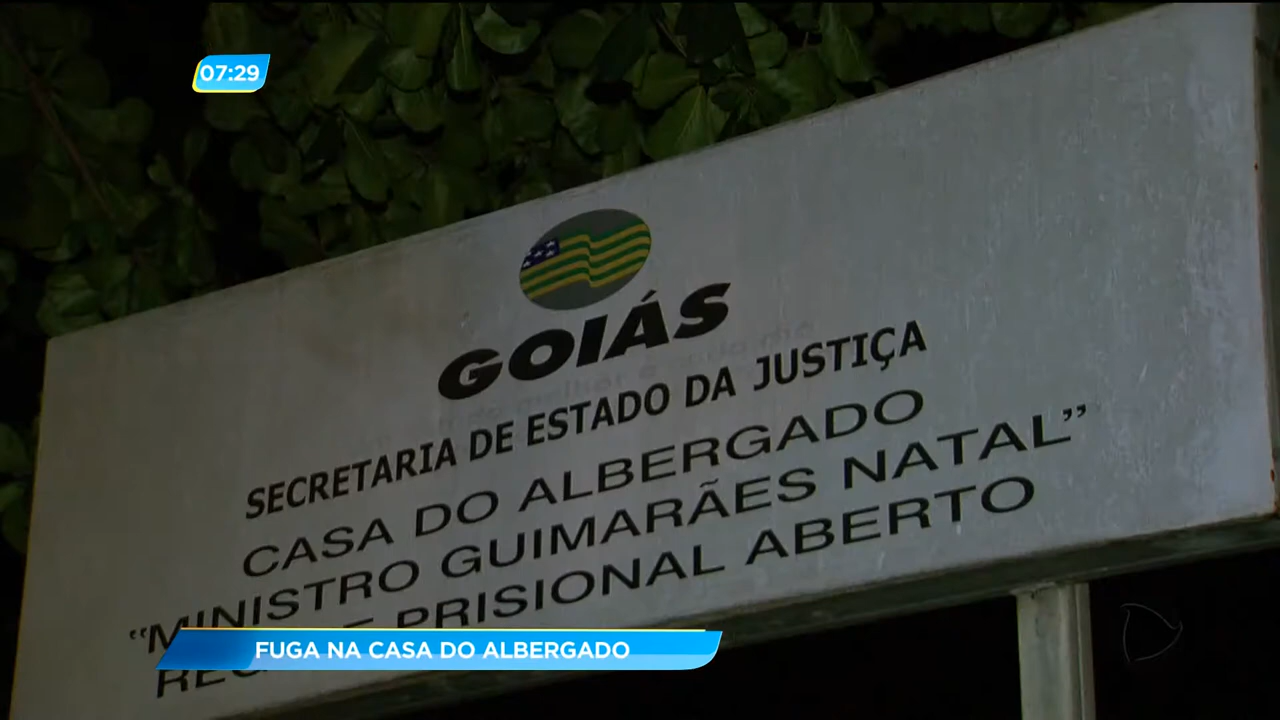 07:29
GOIÁS
SECRETARIA DE ESTADO DA JUSTIÇA
CASA DO ALBERGADO
“MINISTRO GUIMARÃES NATAL”
PRISIONAL ABERTO
FUGA NA CASA DO ALBERGADO